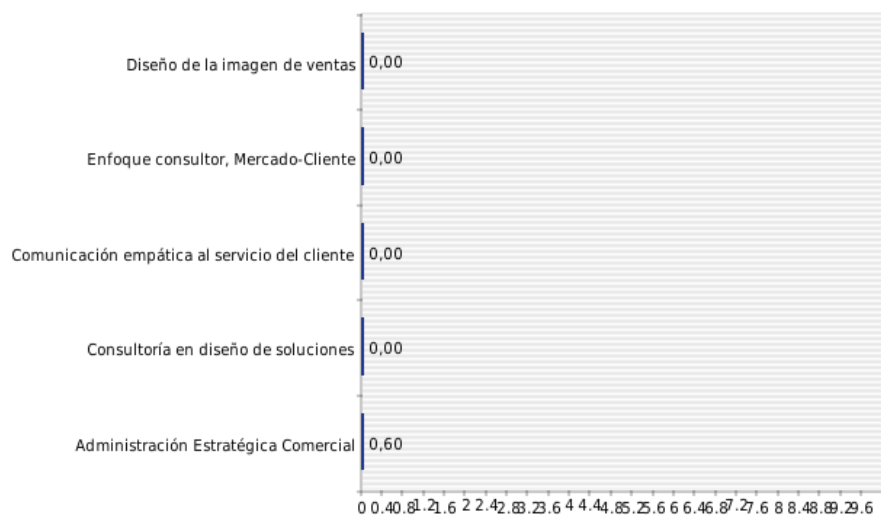 Diseño de la imagen de ventas 0,00
Enfoque consultor, Mercado-Cliente 0,00
Comunicación empática al servicio del cliente 0,00
Consultoría en diseño de soluciones 0,00
Administración Estratégica Comercial 0,60
0 0.4 0.8 1.2 1.6 2 2.4 2.8 3.2 3.6 4 4.4 4.8 5.2 5.6 6 6.4 6.8 7.2 7.6 8 8.4 8.8 9.2 9.6